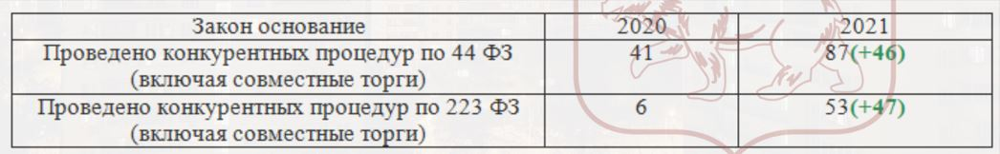 Закон основание 2020 2021
Проведено конкурентных процедур по 44 ФЗ 41 87(+46)
(включая совместные торги)
Проведено конкурентных процедур по 223 ФЗ 6 53(+47)
(включая совместные торги)